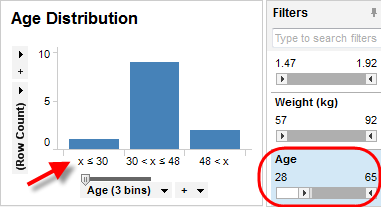 Age Distribution
(Row Count)
+
10
5
0
x ≤ 30 30 < x ≤ 48 48 < x
Age (3 bins) +
Filters
Type to search filters
1.47 1.92
Weight (kg)
57 92
Age
28 65